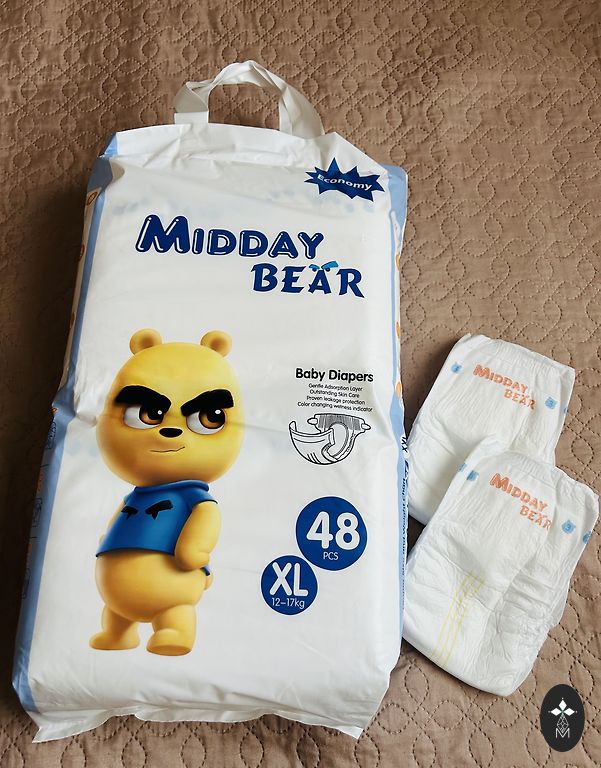 Economy
MIDDAY
BEAR
Baby Diapers
Gentle Adsorption Layer
Outstanding Skin Care
Proven leakage protection
Color changing wetness indicator
48
PCS
XL
12–17kg
MIDDAY
BEAR
MIDDAY
BEAR